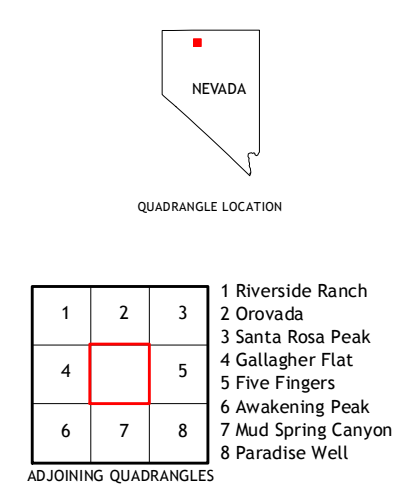 NEVADA
QUADRANGLE LOCATION
1 2 3
4 5
6 7 8
ADJOINING QUADRANGLES
1 Riverside Ranch
2 Orovada
3 Santa Rosa Peak
4 Gallagher Flat
5 Five Fingers
6 Awakening Peak
7 Mud Spring Canyon
8 Paradise Well